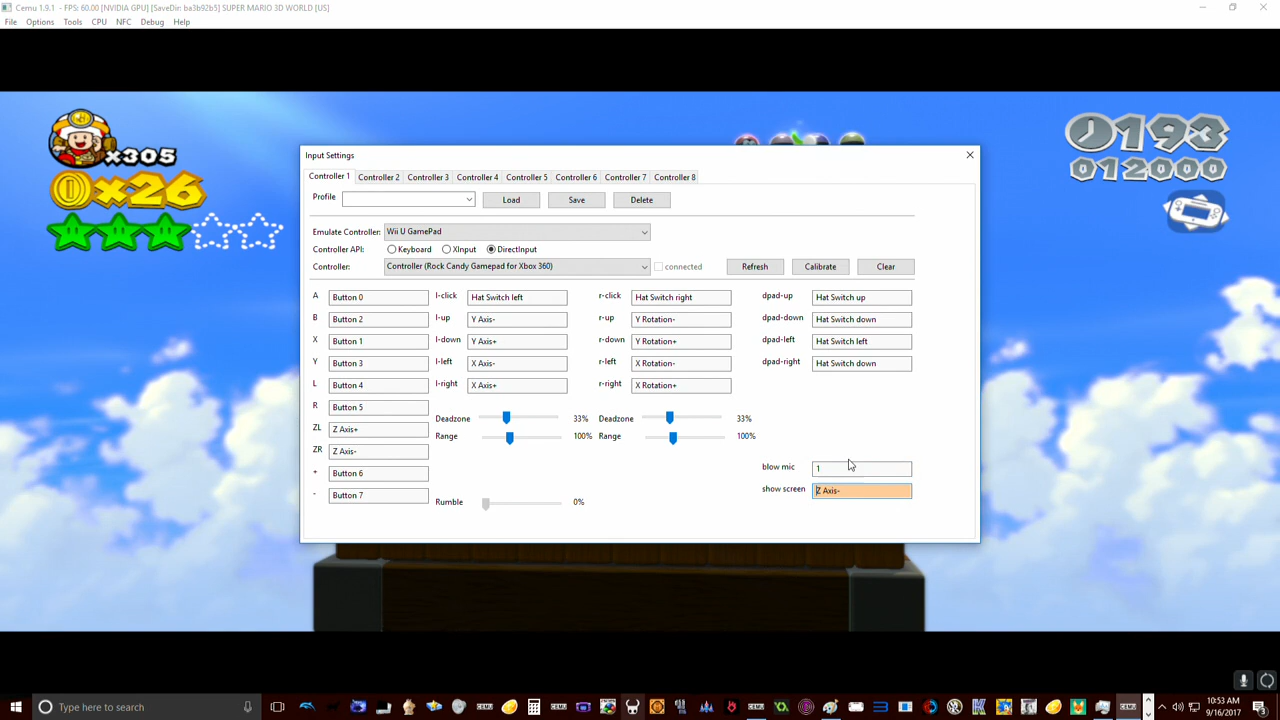 Cemu 1.9.1 - FPS: 60.00 [NVIDIA GPU] [SaveDir: ba3b92b5] SUPER MARIO 3D WORLD [US]
File Options Tools CPU NFC Debug Help
x305
x26
0193
012000
Input Settings
Controller 1 Controller 2 Controller 3 Controller 4 Controller 5 Controller 6 Controller 7 Controller 8
Profile Load Save Delete
Emulate Controller: Wii U GamePad
Controller API: Keyboard XInput DirectInput
Controller: Controller (Rock Candy Gamepad for Xbox 360) connected Refresh Calibrate Clear
A Button 0 l-click Hat Switch left r-click Hat Switch right dpad-up Hat Switch up
B Button 2 l-up Y Axis- r-up Y Rotation- dpad-down Hat Switch down
X Button 1 l-down Y Axis+ r-down Y Rotation+ dpad-left Hat Switch left
Y Button 3 l-left X Axis- r-left X Rotation- dpad-right Hat Switch down
L Button 4 l-right X Axis+ r-right X Rotation+
R Button 5
Deadzone 33% Deadzone 33%
ZL Z Axis+
Range 100% Range 100%
ZR Z Axis-
blow mic 1
+ Button 6
show screen Z Axis-
- Button 7
Rumble 0%
Type here to search
10:53 AM
9/16/2017